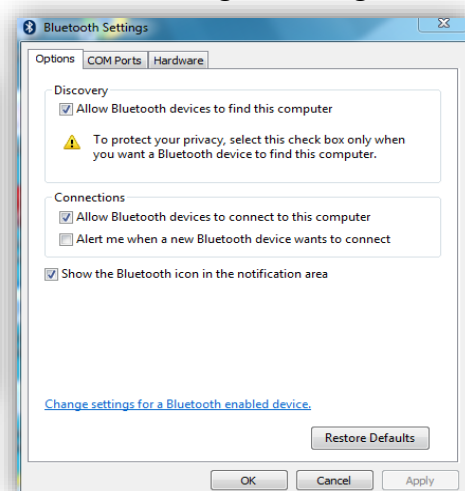 Bluetooth Settings
Options COM Ports Hardware
Discovery
Allow Bluetooth devices to find this computer
To protect your privacy, select this check box only when
you want a Bluetooth device to find this computer.
Connections
Allow Bluetooth devices to connect to this computer
Alert me when a new Bluetooth device wants to connect
Show the Bluetooth icon in the notification area
Change settings for a Bluetooth enabled device.
Restore Defaults
OK Cancel Apply